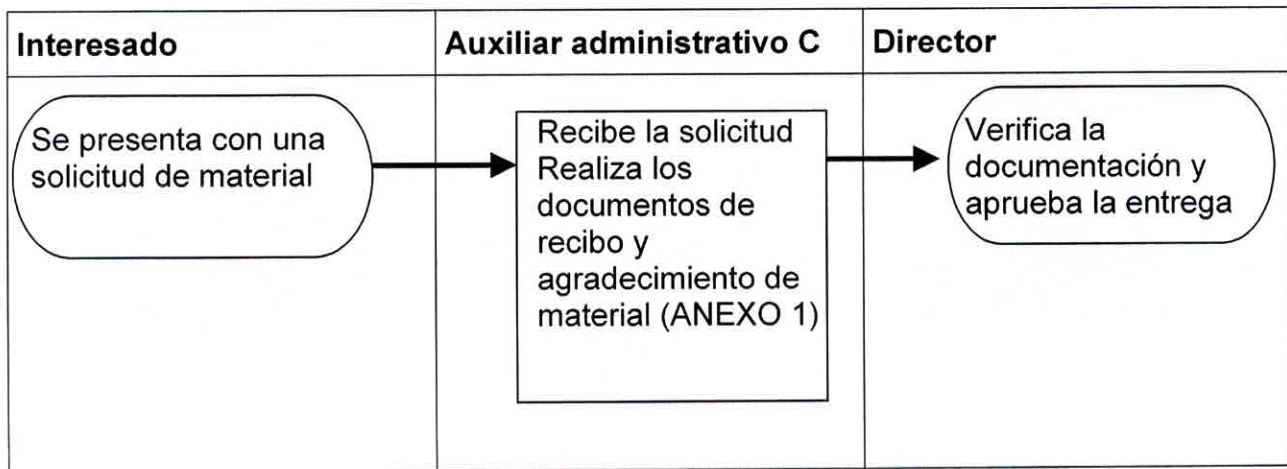 Interesado
Auxiliar administrativo C
Director
Se presenta con una
solicitud de material
Recibe la solicitud
Realiza los
documentos de
recibo y
agradecimiento de
material (ANEXO 1)
Verifica la
documentación y
aprueba la entrega